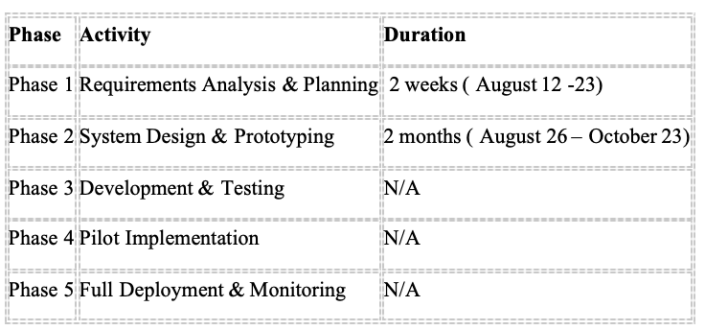 Phase Activity Duration
Phase 1 Requirements Analysis & Planning 2 weeks ( August 12 -23)
Phase 2 System Design & Prototyping 2 months ( August 26 – October 23)
Phase 3 Development & Testing N/A
Phase 4 Pilot Implementation N/A
Phase 5 Full Deployment & Monitoring N/A